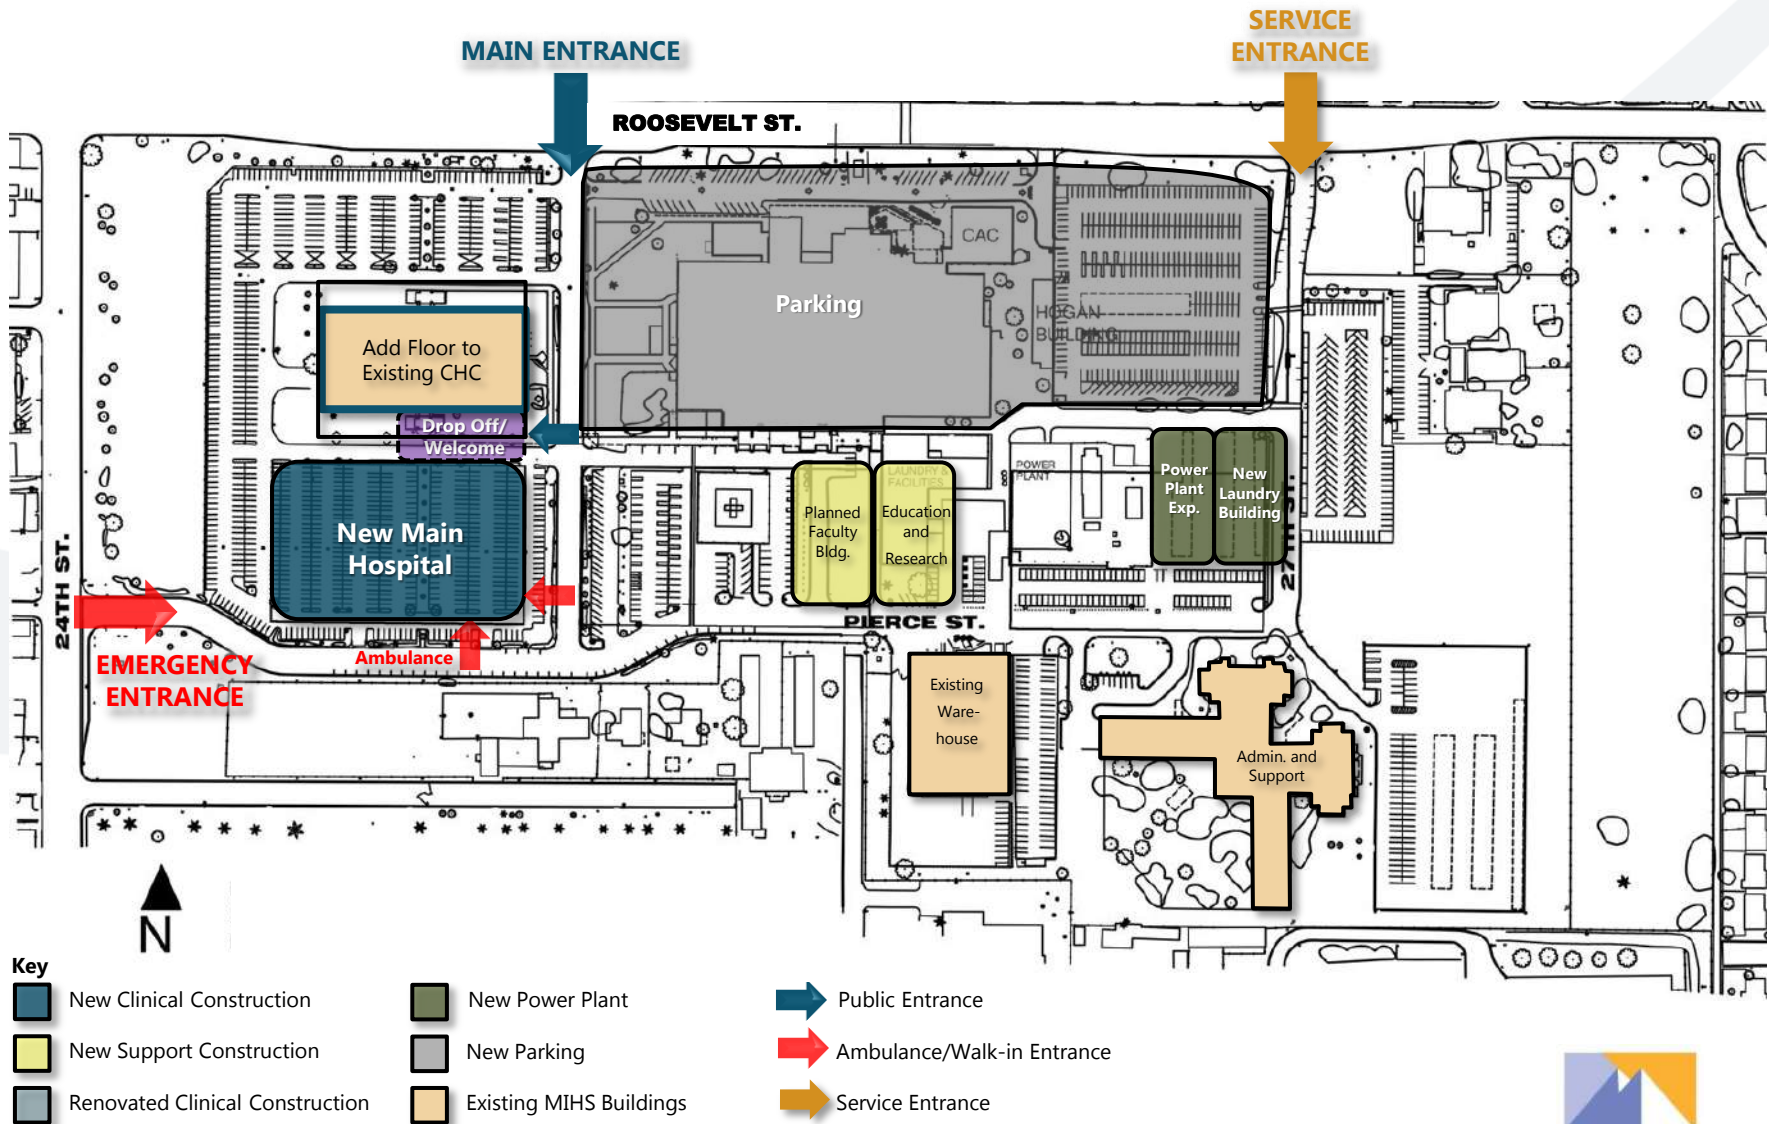 MAIN ENTRANCE
SERVICE
ENTRANCE
ROOSEVELT ST.
CAC
Parking
HOGAN
BUILDING
Add Floor to
Existing CHC
Drop Off/
Welcome
New Main
Hospital
Planned
Faculty
Bldg.
LAUNDRY &
FACILITIES
Education
and
Research
POWER
PLANT
Power
Plant
Exp.
New
Laundry
Building
27TH ST.
24TH ST.
PIERCE ST.
EMERGENCY
ENTRANCE
Ambulance
Existing
Ware-
house
Admin. and
Support
N
Key
New Clinical Construction
New Support Construction
Renovated Clinical Construction
New Power Plant
New Parking
Existing MIHS Buildings
Public Entrance
Ambulance/Walk-in Entrance
Service Entrance